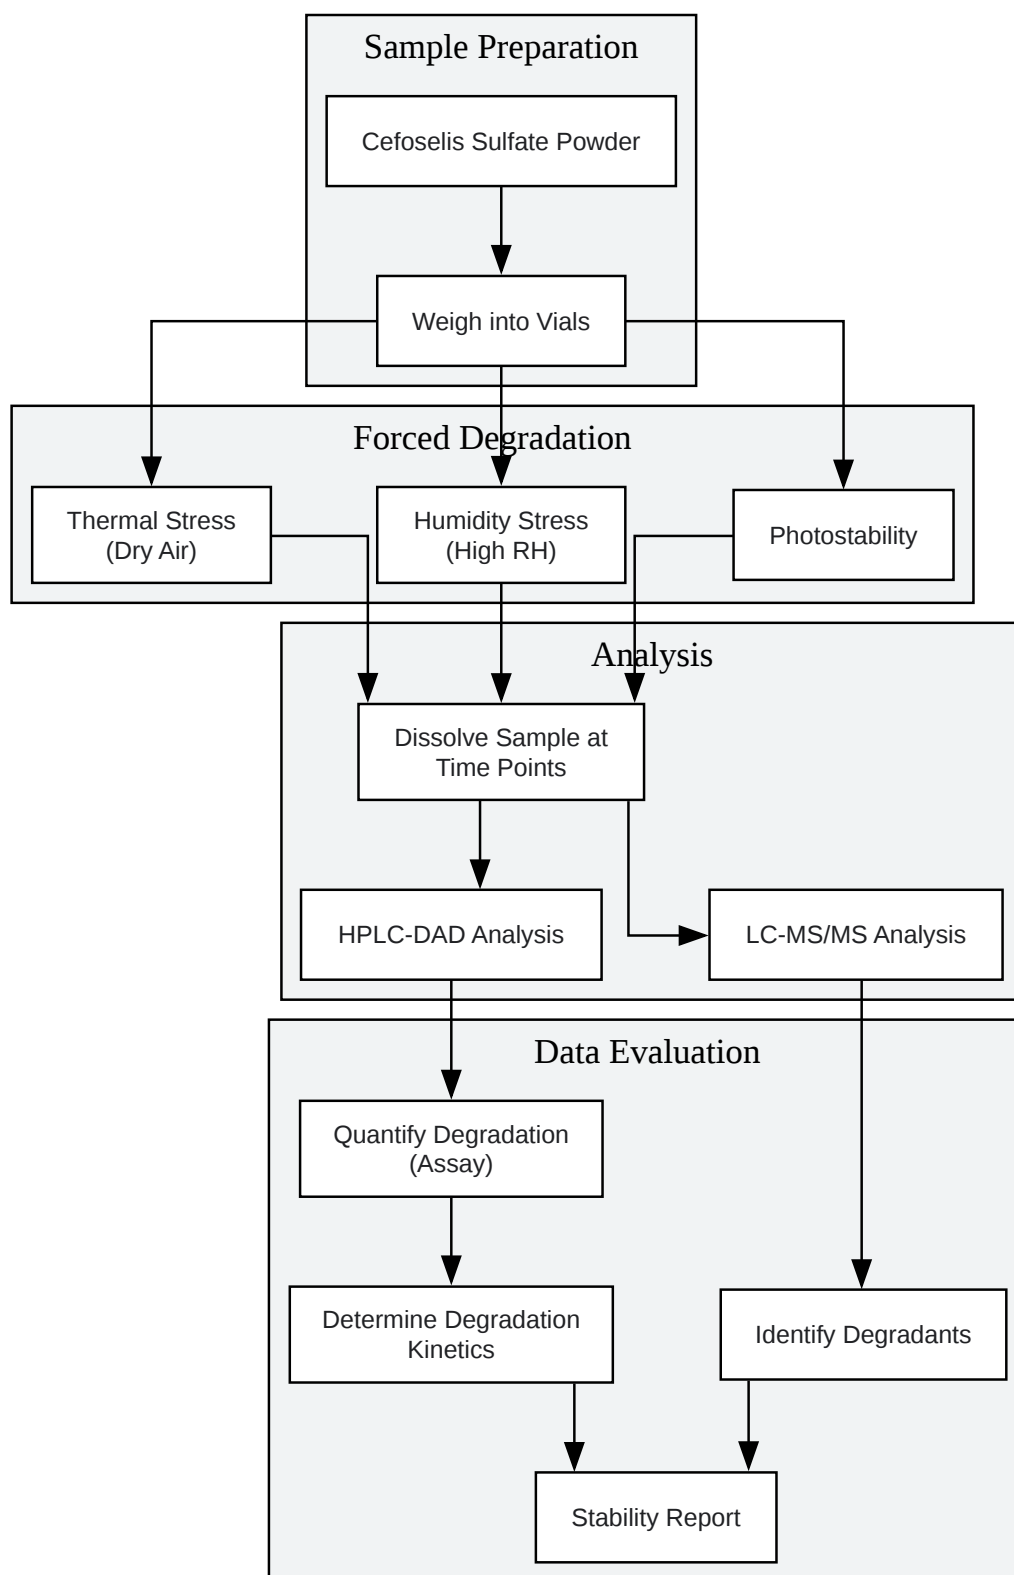 Sample Preparation
Cefoselis Sulfate Powder
Weigh into Vials
Forced Degradation
Thermal Stress
(Dry Air)
Humidity Stress
(High RH)
Photostability
Analysis
Dissolve Sample at
Time Points
HPLC-DAD Analysis
LC-MS/MS Analysis
Data Evaluation
Quantify Degradation
(Assay)
Determine Degradation
Kinetics
Identify Degradants
Stability Report